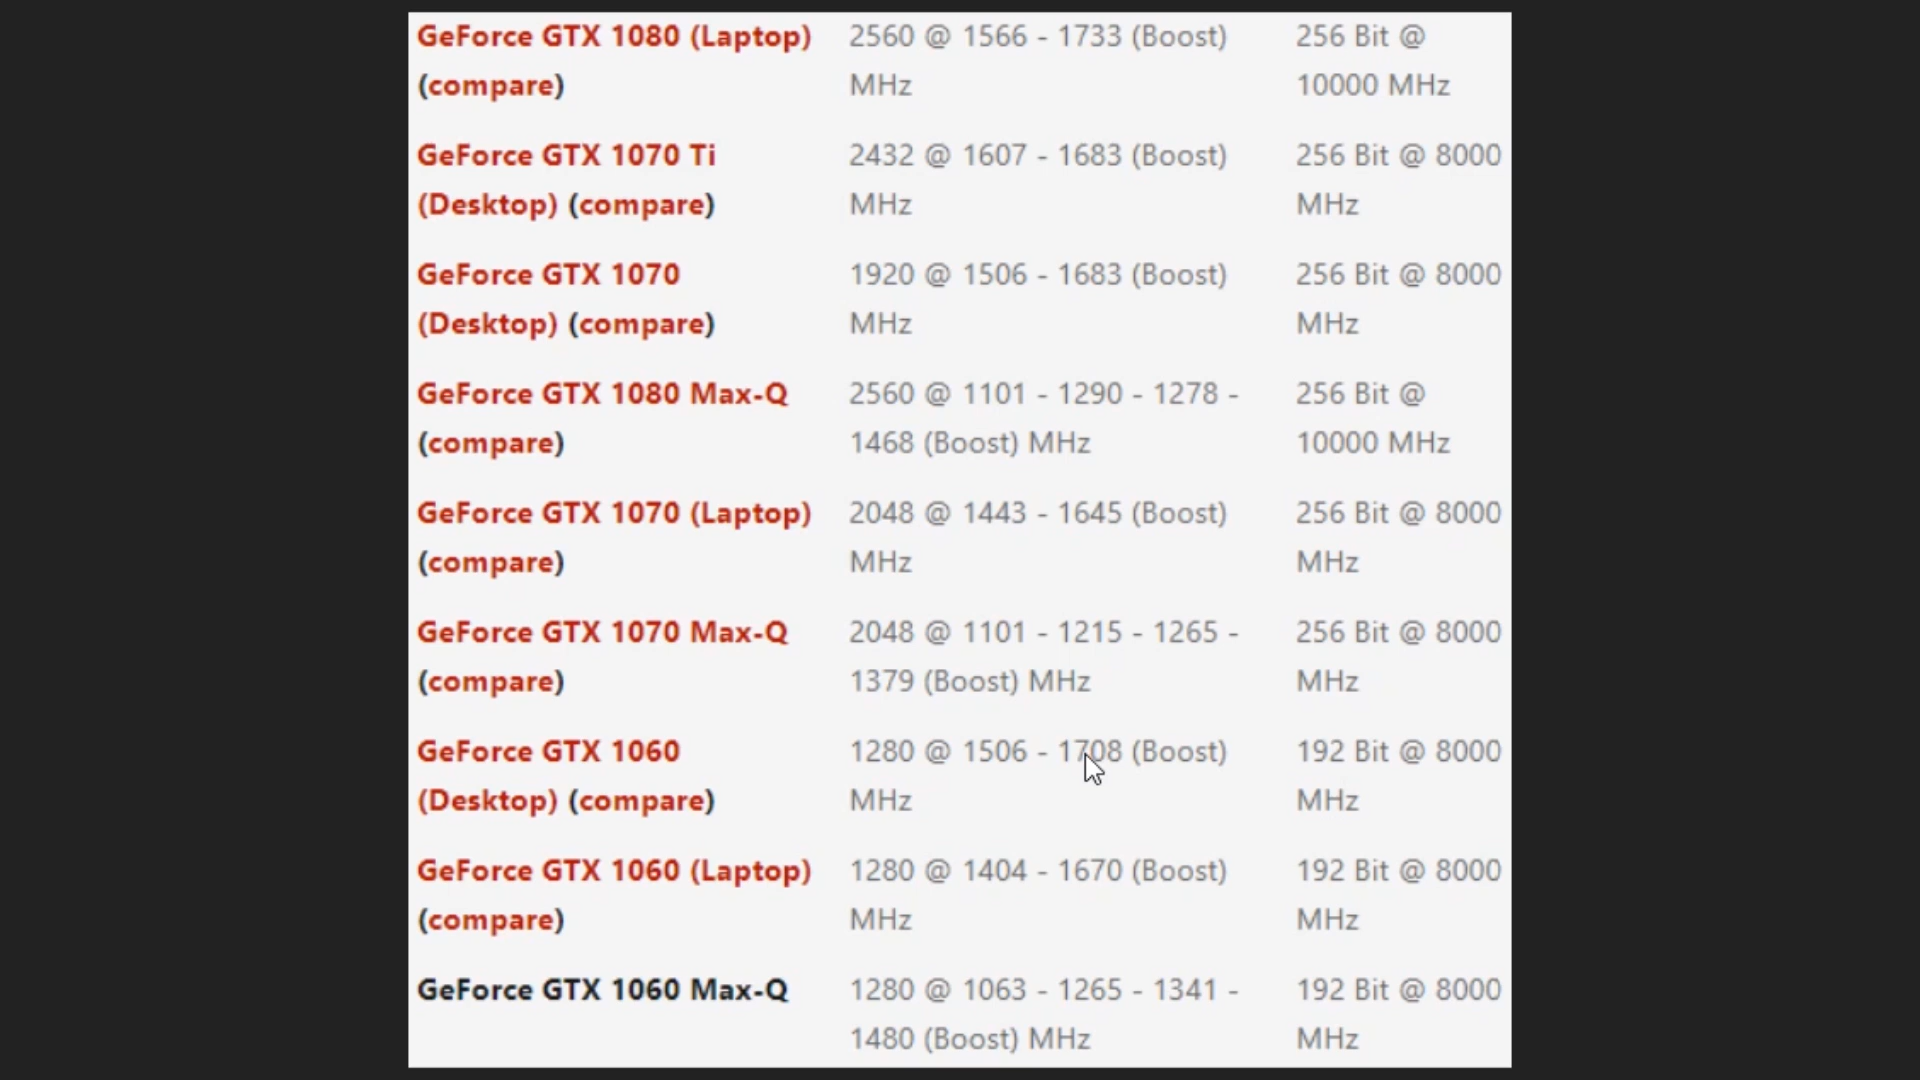 GeForce GTX 1080 (Laptop) 2560 @ 1566 - 1733 (Boost) 256 Bit @
(compare) MHz 10000 MHz
GeForce GTX 1070 Ti 2432 @ 1607 - 1683 (Boost) 256 Bit @ 8000
(Desktop) (compare) MHz MHz
GeForce GTX 1070 1920 @ 1506 - 1683 (Boost) 256 Bit @ 8000
(Desktop) (compare) MHz MHz
GeForce GTX 1080 Max-Q 2560 @ 1101 - 1290 - 1278 - 256 Bit @
(compare) 1468 (Boost) MHz 10000 MHz
GeForce GTX 1070 (Laptop) 2048 @ 1443 - 1645 (Boost) 256 Bit @ 8000
(compare) MHz MHz
GeForce GTX 1070 Max-Q 2048 @ 1101 - 1215 - 1265 - 256 Bit @ 8000
(compare) 1379 (Boost) MHz MHz
GeForce GTX 1060 1280 @ 1506 - 1708 (Boost) 192 Bit @ 8000
(Desktop) (compare) MHz MHz
GeForce GTX 1060 (Laptop) 1280 @ 1404 - 1670 (Boost) 192 Bit @ 8000
(compare) MHz MHz
GeForce GTX 1060 Max-Q 1280 @ 1063 - 1265 - 1341 - 192 Bit @ 8000
1480 (Boost) MHz MHz